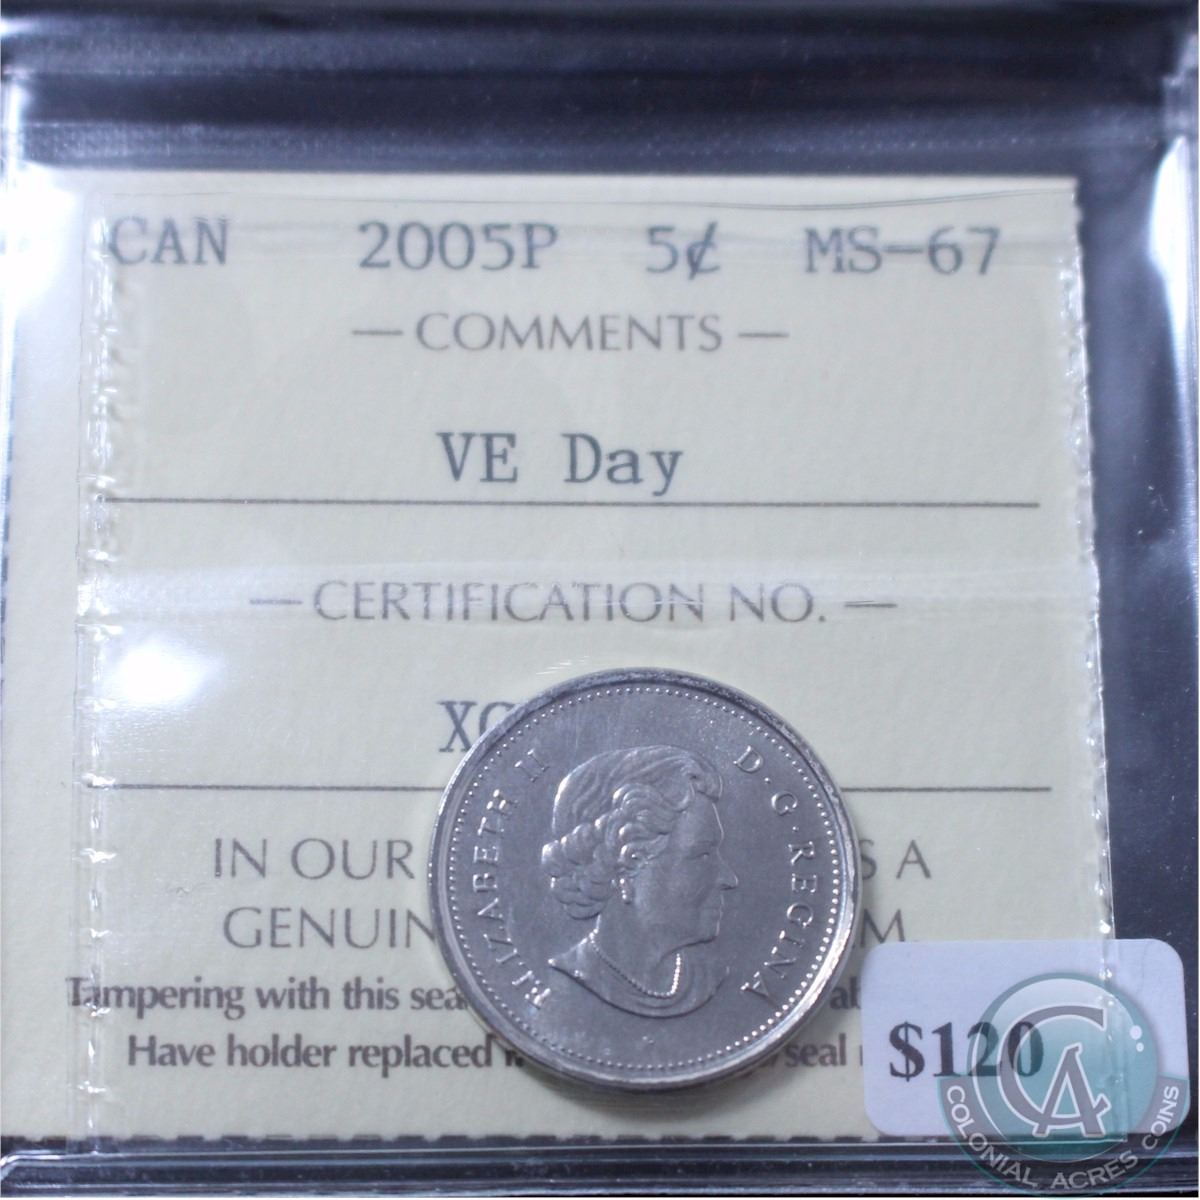 CAN 2005P 5¢ MS-67
— COMMENTS —
VE Day
— CERTIFICATION NO. —
IN OUR S A
GENUIN M.
Tampering with this sea
Have holder replaced /seal
ELIZABETH II D·G·REGINA
P
$120
CA
COLONIAL ACRES COINS